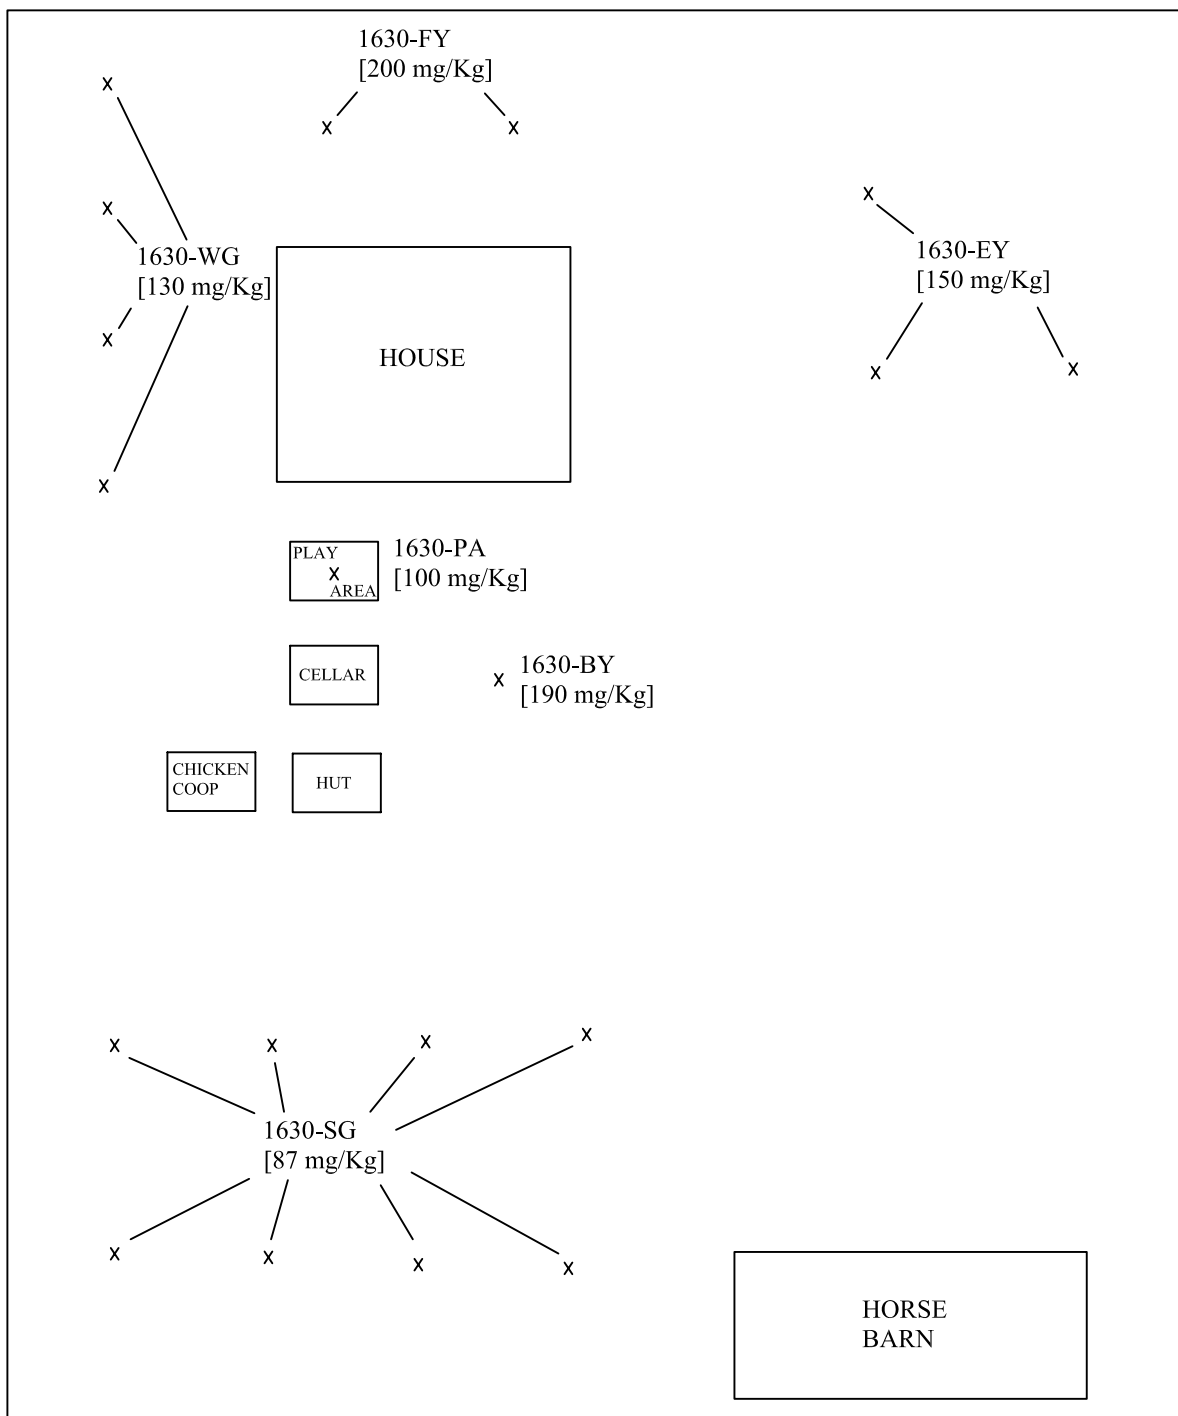 1630-FY
[200 mg/Kg]
x
x
x
x
x
x
1630-WG
[130 mg/Kg]
x
1630-EY
[150 mg/Kg]
x
x
HOUSE
PLAY
x
AREA
1630-PA
[100 mg/Kg]
CELLAR
x
1630-BY
[190 mg/Kg]
CHICKEN
COOP
HUT
x
x
x
x
1630-SG
[87 mg/Kg]
x
x
x
x
HORSE
BARN